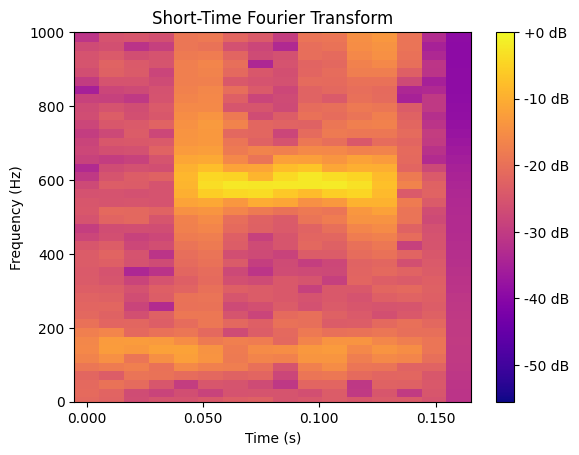 Short-Time Fourier Transform
1000
800
600
400
200
0
Frequency (Hz)
0.000
0.050
0.100
0.150
Time (s)
+0 dB
-10 dB
-20 dB
-30 dB
-40 dB
-50 dB